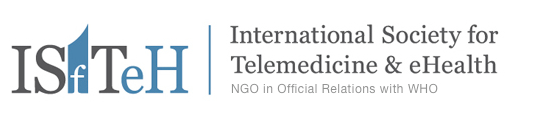 ISfTeH
International Society for
Telemedicine & eHealth
NGO in Official Relations with WHO